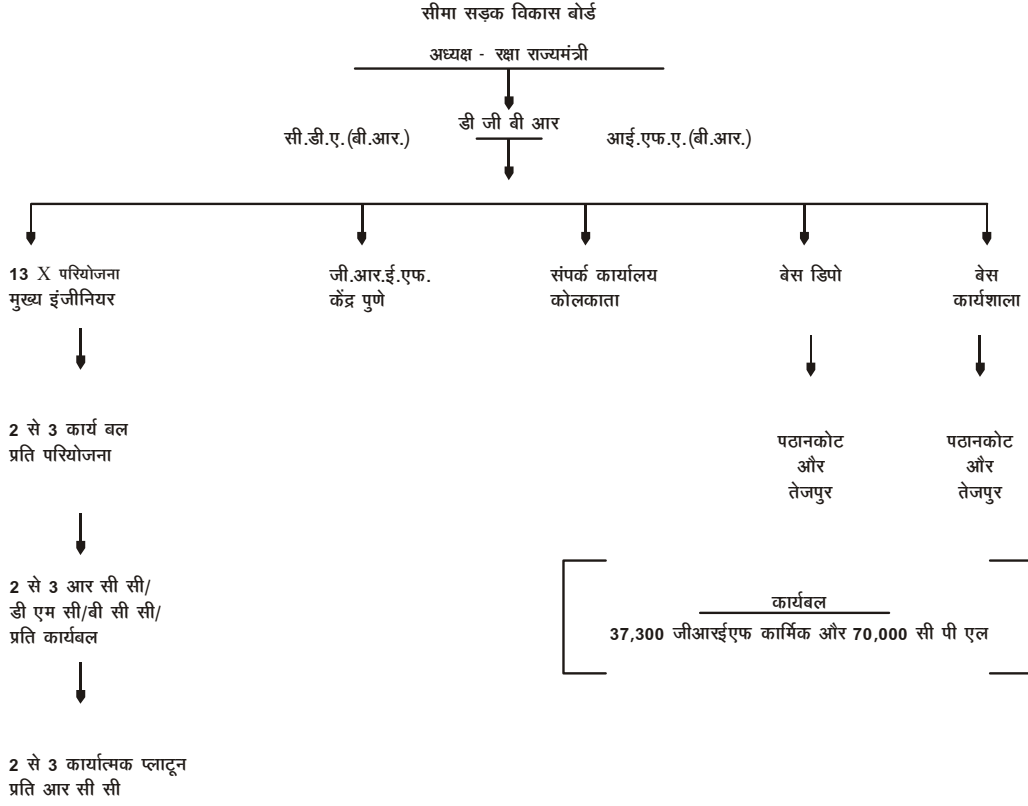 सीमा सड़क विकास बोर्ड
अध्यक्ष - रक्षा राज्यमंत्री
डी जी बी आर
सी.डी.ए.(बी.आर.)
आई.एफ.ए.(बी.आर.)
13 X परियोजना
मुख्य इंजीनियर
जी.आर.ई.एफ.
केंद्र पुणे
संपर्क कार्यालय
कोलकाता
बेस डिपो
बेस
कार्यशाला
2 से 3 कार्य बल
प्रति परियोजना
पठानकोट
और
तेजपुर
पठानकोट
और
तेजपुर
2 से 3 आर सी सी/
डी एम सी/बी सी सी/
प्रति कार्यबल
कार्यबल
37,300 जीआरईएफ कार्मिक और 70,000 सी पी एल
2 से 3 कार्यात्मक प्लाटून
प्रति आर सी सी